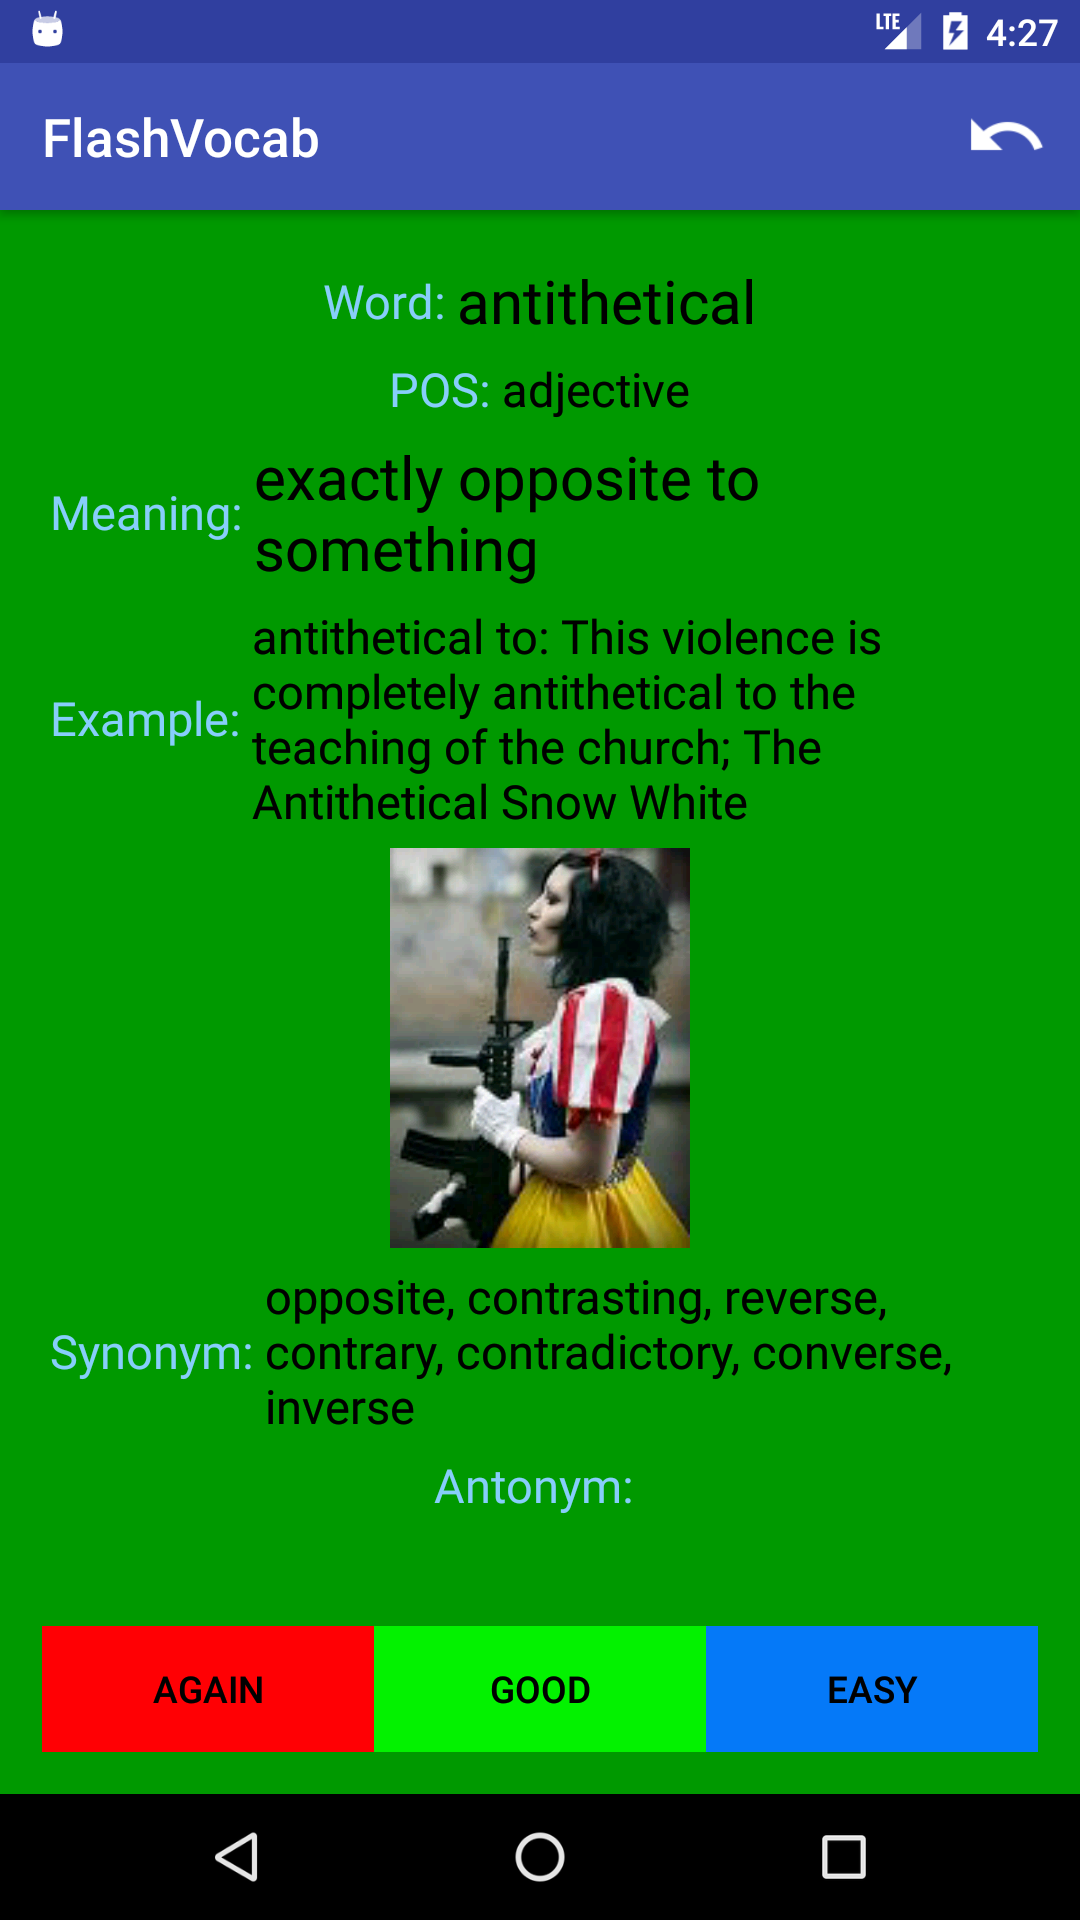 LTE 4:27
FlashVocab
Word: antithetical
POS: adjective
Meaning: exactly opposite to
something
Example: antithetical to: This violence is
completely antithetical to the
teaching of the church; The
Antithetical Snow White
Synonym: opposite, contrasting, reverse,
contrary, contradictory, converse,
inverse
Antonym:
AGAIN GOOD EASY